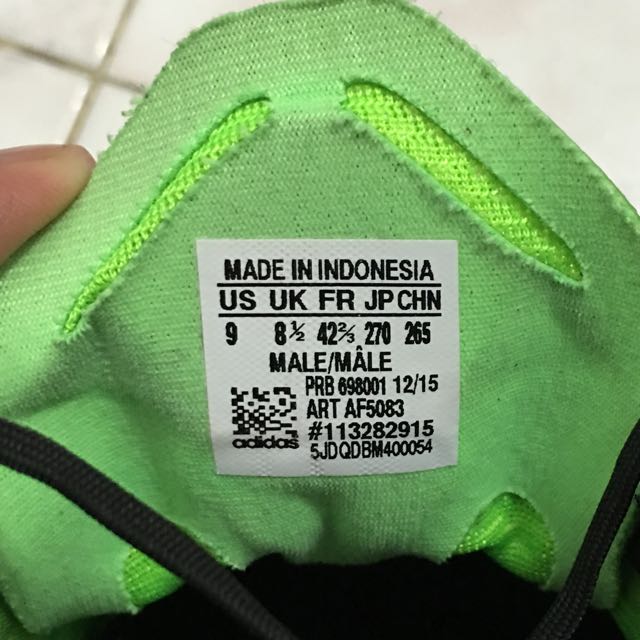 MADE IN INDONESIA
US UK FR JP CHN
9 8½ 42⅔ 270 265
MALE/MÂLE
PRB 698001 12/15
ART AF5083
#113282915
adidas
5JDQDBM400054